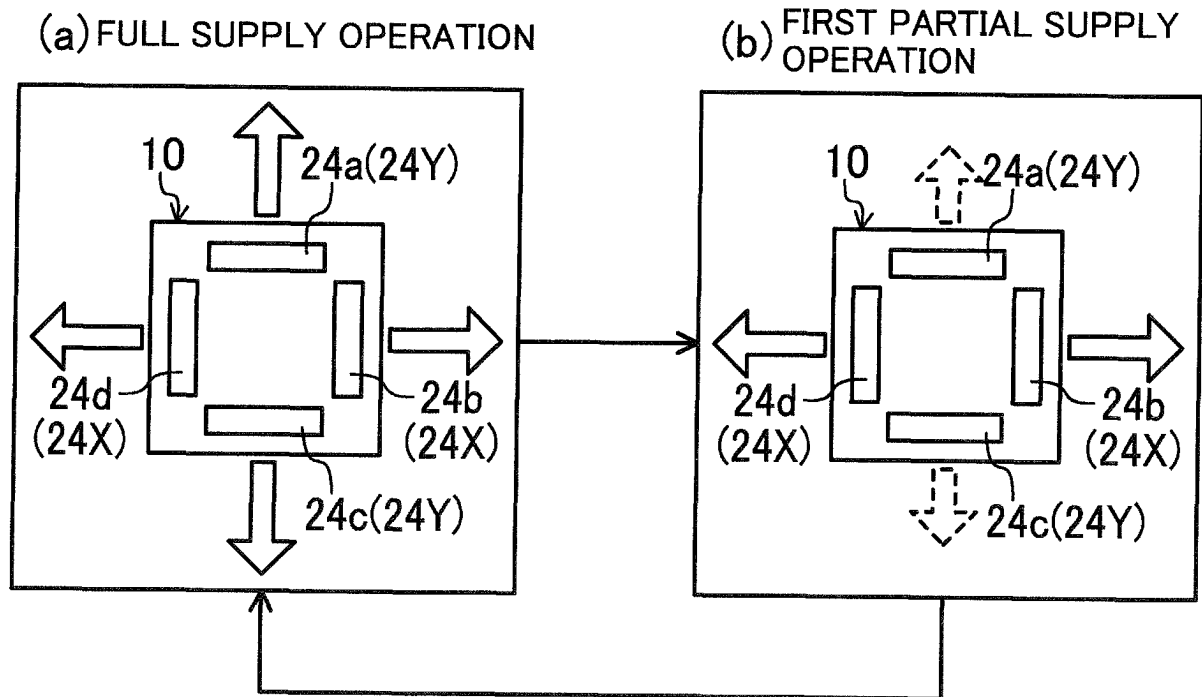 (a) FULL SUPPLY OPERATION
10
24a(24Y)
24d
(24X)
24b
(24X)
24c(24Y)
(b) FIRST PARTIAL SUPPLY
OPERATION
10
24a(24Y)
24d
(24X)
24b
(24X)
24c(24Y)